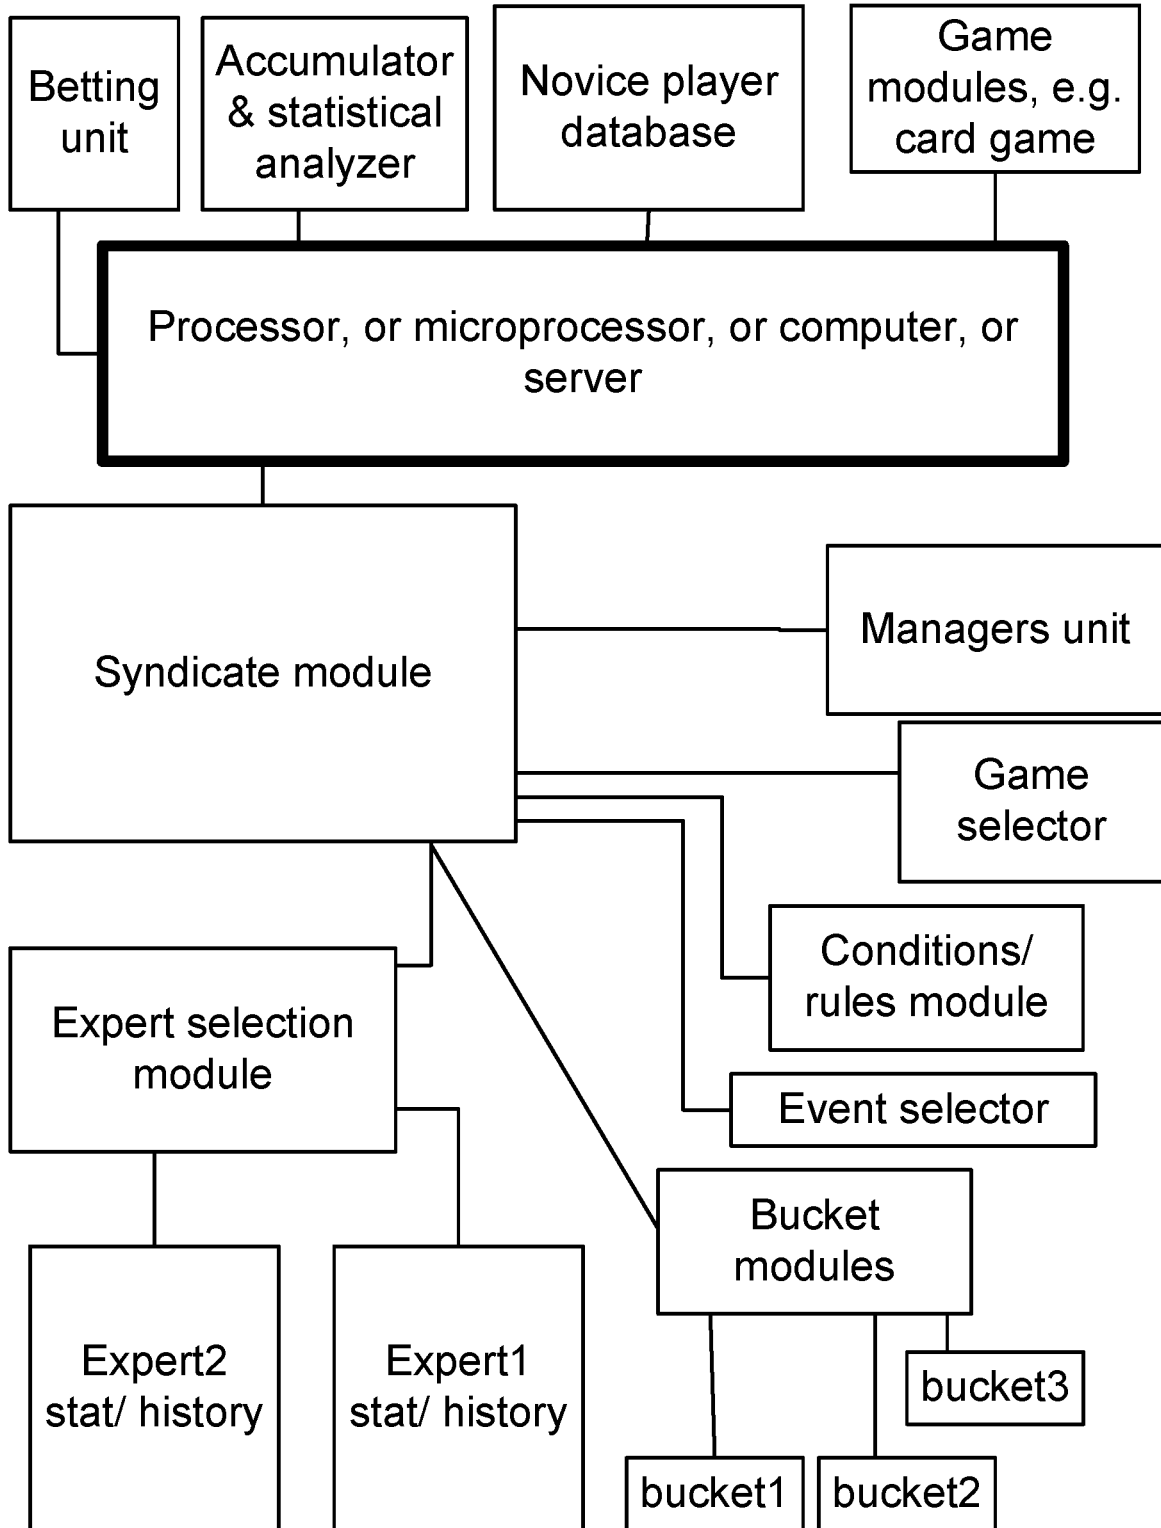 Betting
unit
Accumulator
& statistical
analyzer
Novice player
database
Game
modules, e.g.
card game
Processor, or microprocessor, or computer, or
server
Syndicate module
Managers unit
Game
selector
Conditions/
rules module
Expert selection
module
Event selector
Bucket
modules
Expert2
stat/ history
Expert1
stat/ history
bucket3
bucket1
bucket2